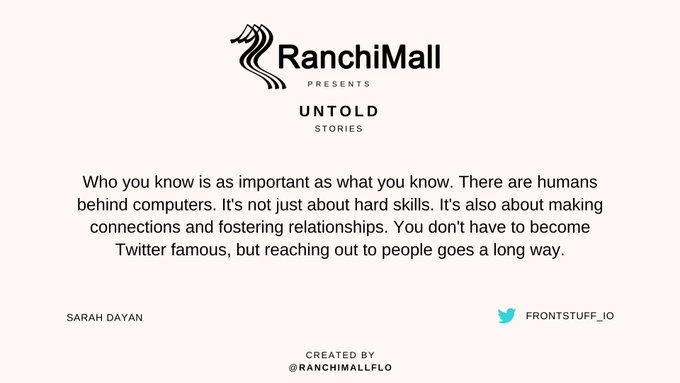 RanchiMall
PRESENTS
UNTOLD
STORIES
Who you know is as important as what you know. There are humans
behind computers. It's not just about hard skills. It's also about making
connections and fostering relationships. You don't have to become
Twitter famous, but reaching out to people goes a long way.
SARAH DAYAN
FRONTSTUFF_IO
CREATED BY
@RANCHIMALLFLO